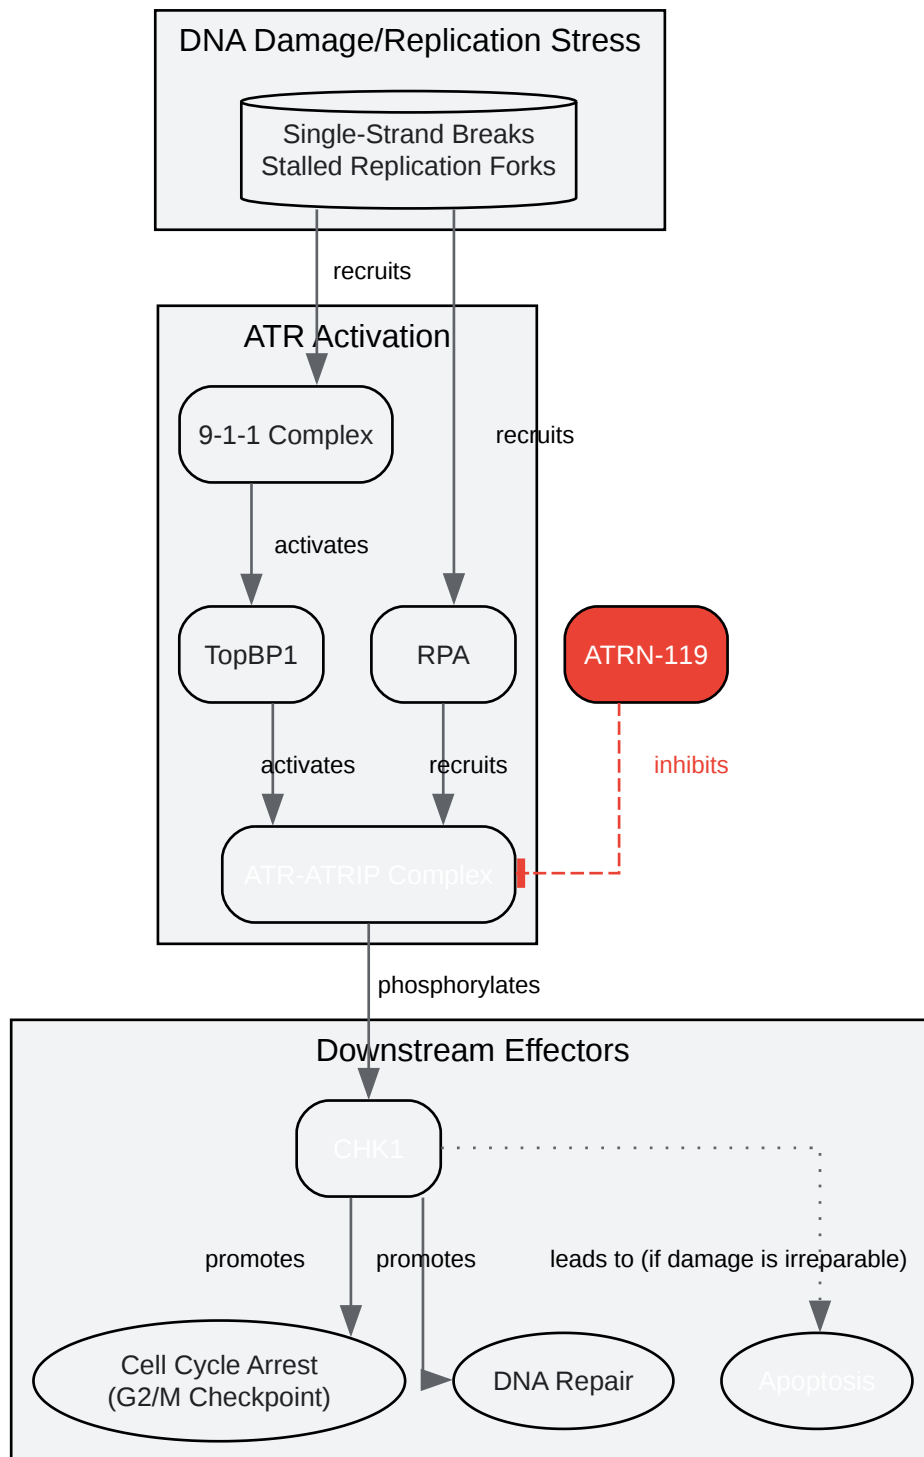 DNA Damage/Replication Stress
Single-Strand Breaks
Stalled Replication Forks
recruits
ATR Activation
9-1-1 Complex
recruits
activates
TopBP1
RPA
ATRN-119
activates
recruits
inhibits
ATR-ATRIP Complex
phosphorylates
Downstream Effectors
CHK1
promotes
promotes
leads to (if damage is irreparable)
Cell Cycle Arrest
(G2/M Checkpoint)
DNA Repair
Apoptosis